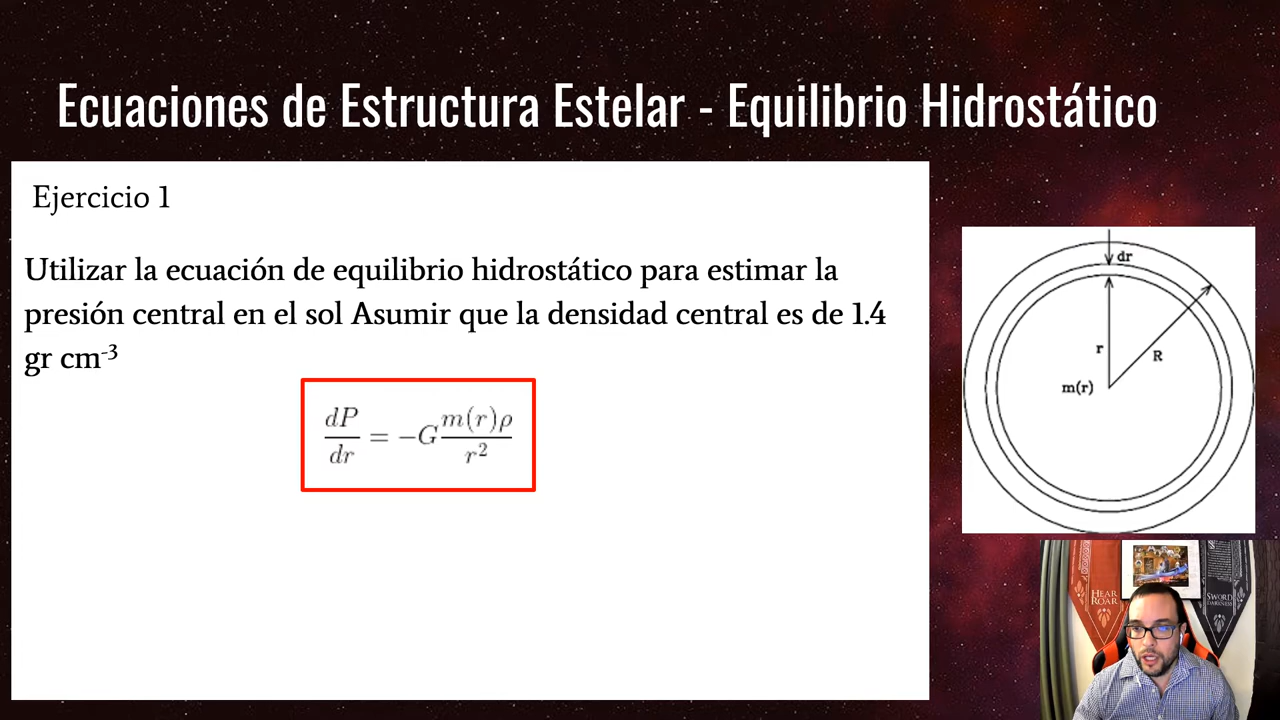 Ecuaciones de Estructura Estelar - Equilibrio Hidrostático
Ejercicio 1
Utilizar la ecuación de equilibrio hidrostático para estimar la
presión central en el sol Asumir que la densidad central es de 1.4
gr cm⁻³
dP/dr = −G m(r)ρ/r²
dr
r
R
m(r)
HEAR
ROAR
SWORD
DARKNESS